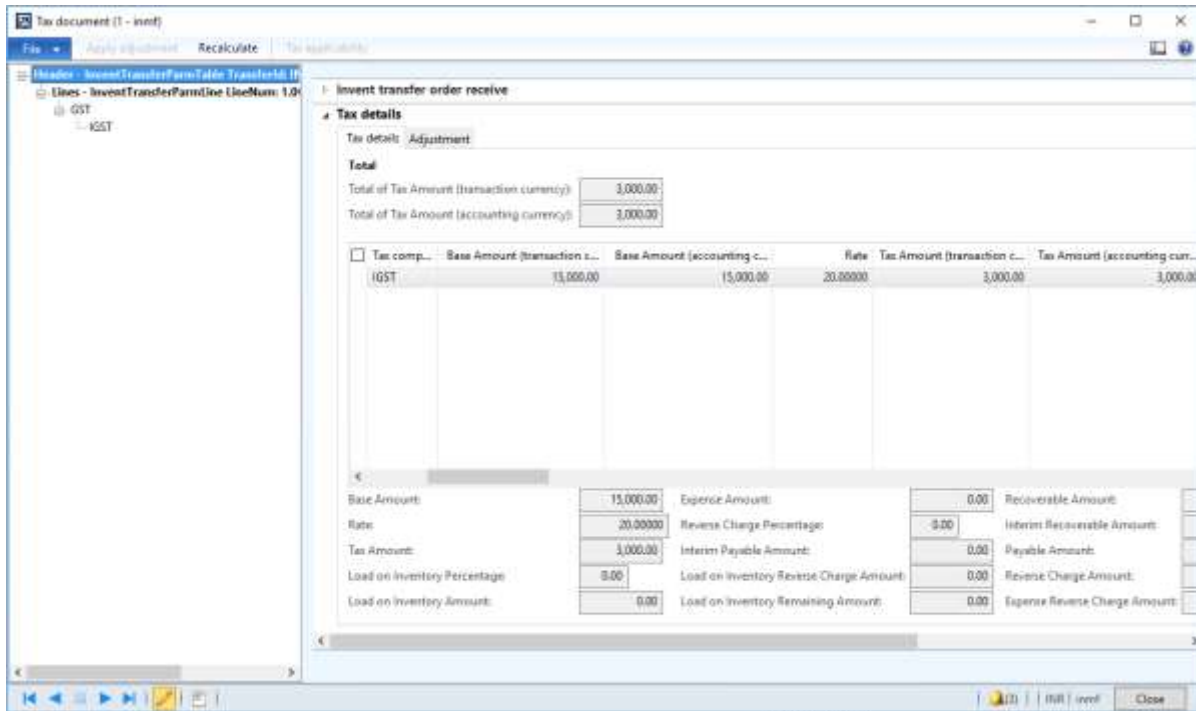 Tax document (1 - inmf)
File Apply adjustment Recalculate Tax applicability
Header - InventTransferParmTable TransferId: IN
Lines - InventTransferParmLine LineNum: 1.0
GST
IGST
Invent transfer order receive
Tax details
Tax details Adjustment
Total
Total of Tax Amount (transaction currency): 3,000.00
Total of Tax Amount (accounting currency): 3,000.00
Tax comp... Base Amount (transaction c... Base Amount (accounting c... Rate Tax Amount (transaction c... Tax Amount (accounting curr...
IGST 15,000.00 15,000.00 20.00000 3,000.00 3,000.0
Base Amount: 15,000.00 Expense Amount: 0.00 Recoverable Amount:
Rate: 20.00000 Reverse Charge Percentage: 0.00 Interim Recoverable Amount:
Tax Amount: 3,000.00 Interim Payable Amount: 0.00 Payable Amount:
Load on Inventory Percentage: 0.00 Load on Inventory Reverse Charge Amount: 0.00 Reverse Charge Amount:
Load on Inventory Amount: 0.00 Load on Inventory Remaining Amount: 0.00 Expense Reverse Charge Amount:
INR inmf Close